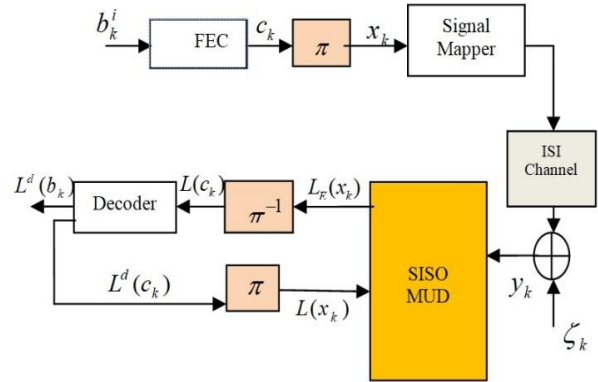 b_k^i
FEC
c_k
π
x_k
Signal
Mapper
ISI
Channel
L^d(b_k)
Decoder
L(c_k)
π^{-1}
L_E(x_k)
SISO
MUD
y_k
ζ_k
L^d(c_k)
π
L(x_k)